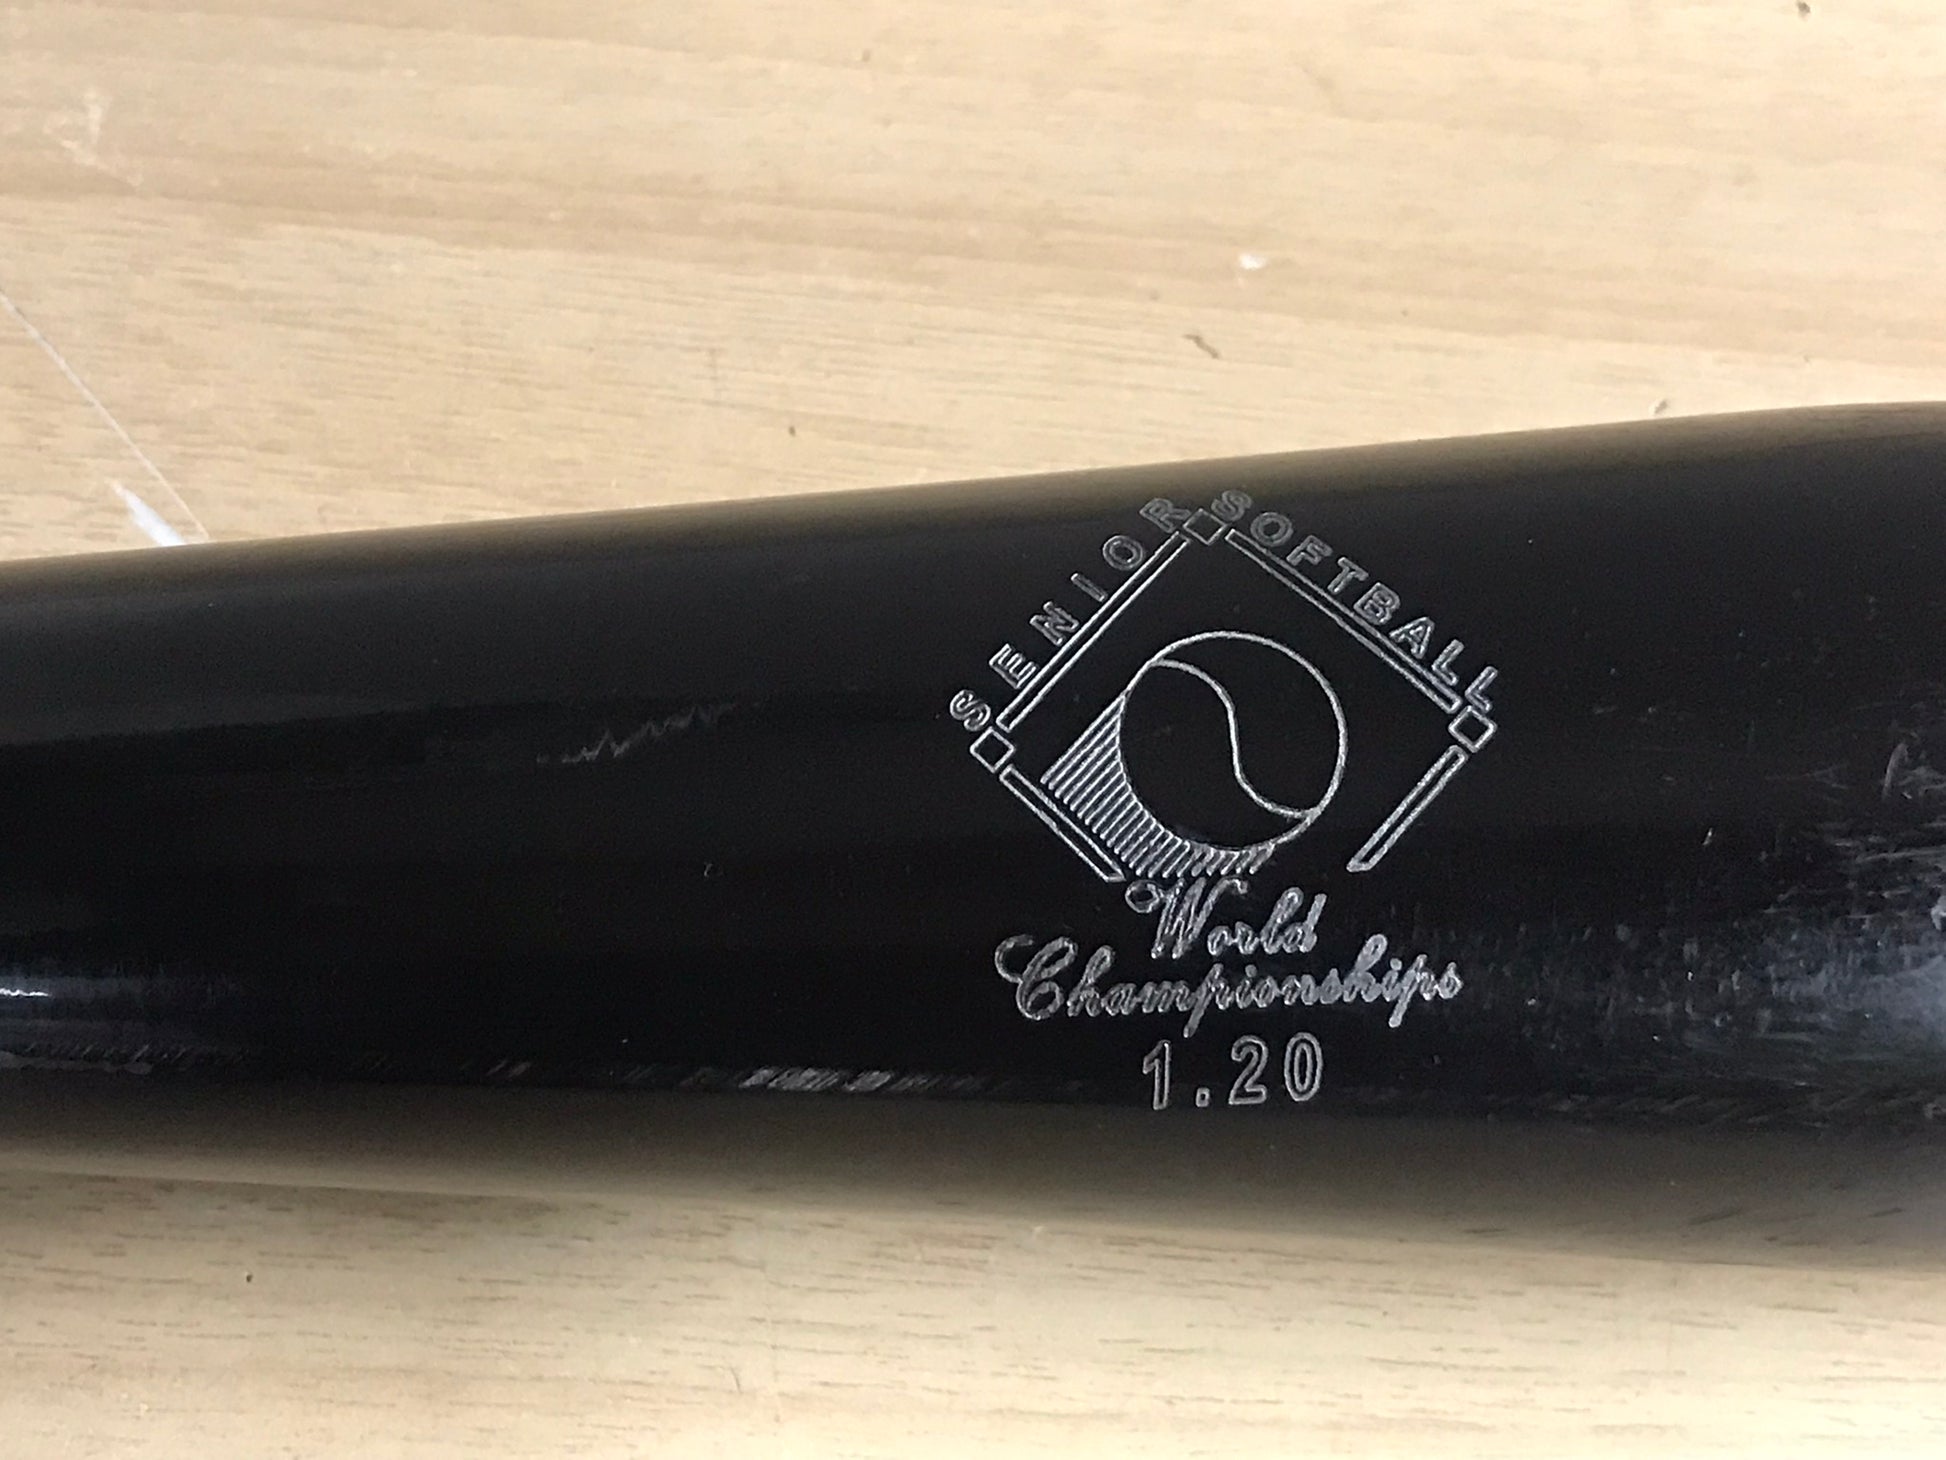 SENIOR SOFTBALL
World
Championships
1.20